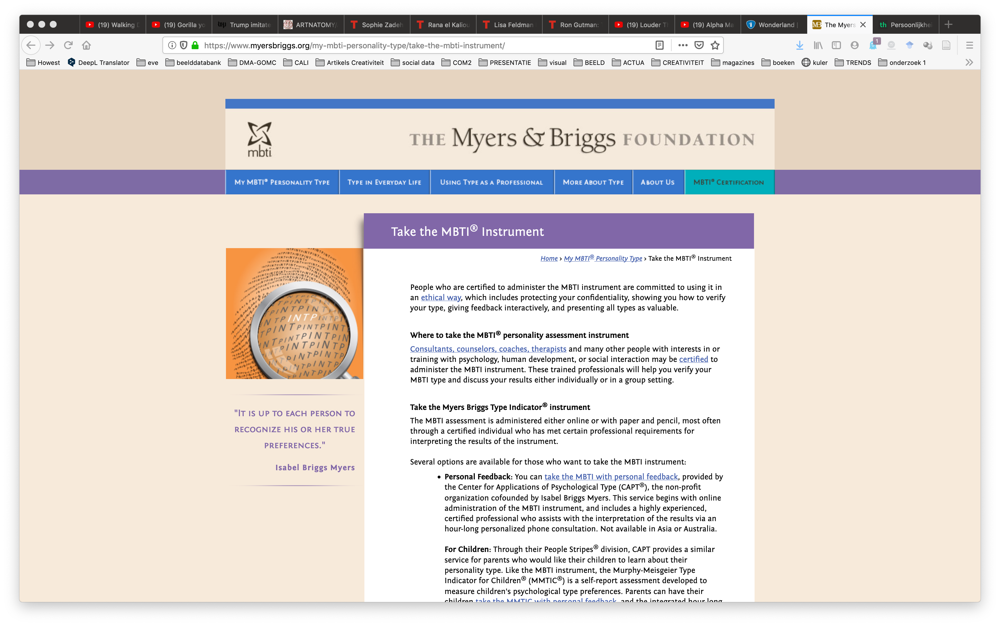 (19) Walking
(19) Gorilla yo
Trump imitate
ARTNATOMY/
Sophie Zadeh
Rana el Kaliou
Lisa Feldman
Ron Gutman:
(19) Louder T
(19) Alpha Ma
Wonderland |
The Myers
th Persoonlijkhei
https://www.myersbriggs.org/my-mbti-personality-type/take-the-mbti-instrument/
1
Howest DeepL Translator eve beelddatabank DMA-GOMC CALI Artikels Creativiteit social data COM2 PRESENTATIE visual BEELD ACTUA CREATIVITEIT magazines boeken kuler TRENDS onderzoek 1
mbti
THE Myers & Briggs FOUNDATION
MY MBTI® PERSONALITY TYPE
TYPE IN EVERYDAY LIFE
USING TYPE AS A PROFESSIONAL
MORE ABOUT TYPE
ABOUT US
MBTI® CERTIFICATION
Take the MBTI® Instrument
INTP
"IT IS UP TO EACH PERSON TO
RECOGNIZE HIS OR HER TRUE
PREFERENCES."
Isabel Briggs Myers
Home › My MBTI® Personality Type › Take the MBTI® Instrument
People who are certified to administer the MBTI instrument are committed to using it in
an ethical way, which includes protecting your confidentiality, showing you how to verify
your type, giving feedback interactively, and presenting all types as valuable.
Where to take the MBTI® personality assessment instrument
Consultants, counselors, coaches, therapists and many other people with interests in or
training with psychology, human development, or social interaction may be certified to
administer the MBTI instrument. These trained professionals will help you verify your
MBTI type and discuss your results either individually or in a group setting.
Take the Myers Briggs Type Indicator® instrument
The MBTI assessment is administered either online or with paper and pencil, most often
through a certified individual who has met certain professional requirements for
interpreting the results of the instrument.
Several options are available for those who want to take the MBTI instrument:
• Personal Feedback: You can take the MBTI with personal feedback, provided by
the Center for Applications of Psychological Type (CAPT®), the non-profit
organization cofounded by Isabel Briggs Myers. This service begins with online
administration of the MBTI instrument, and includes a highly experienced,
certified professional who assists with the interpretation of the results via an
hour-long personalized phone consultation. Not available in Asia or Australia.
For Children: Through their People Stripes® division, CAPT provides a similar
service for parents who would like their children to learn about their
personality type. Like the MBTI instrument, the Murphy-Meisgeier Type
Indicator for Children® (MMTIC®) is a self-report assessment developed to
measure children's psychological type preferences. Parents can have their
children take the MMTIC with personal feedback, and the integrated hour-long